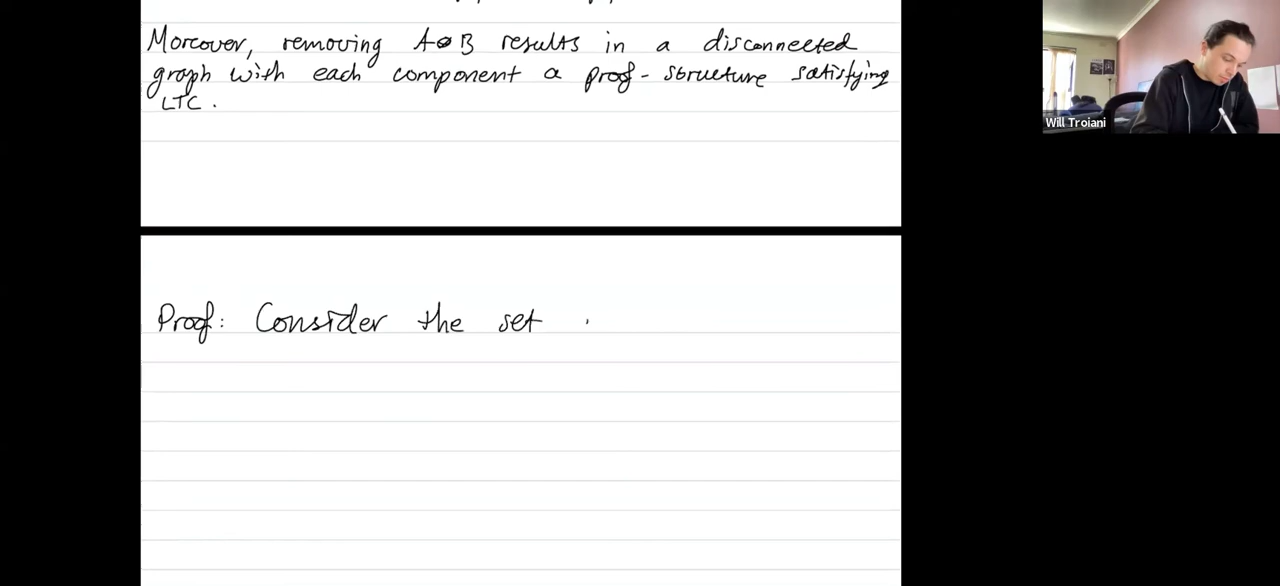 Moreover, removing A⊗B results in a disconnected
graph with each component a proof-structure satisfying
LTC.
Will Troiani
Proof: Consider the set